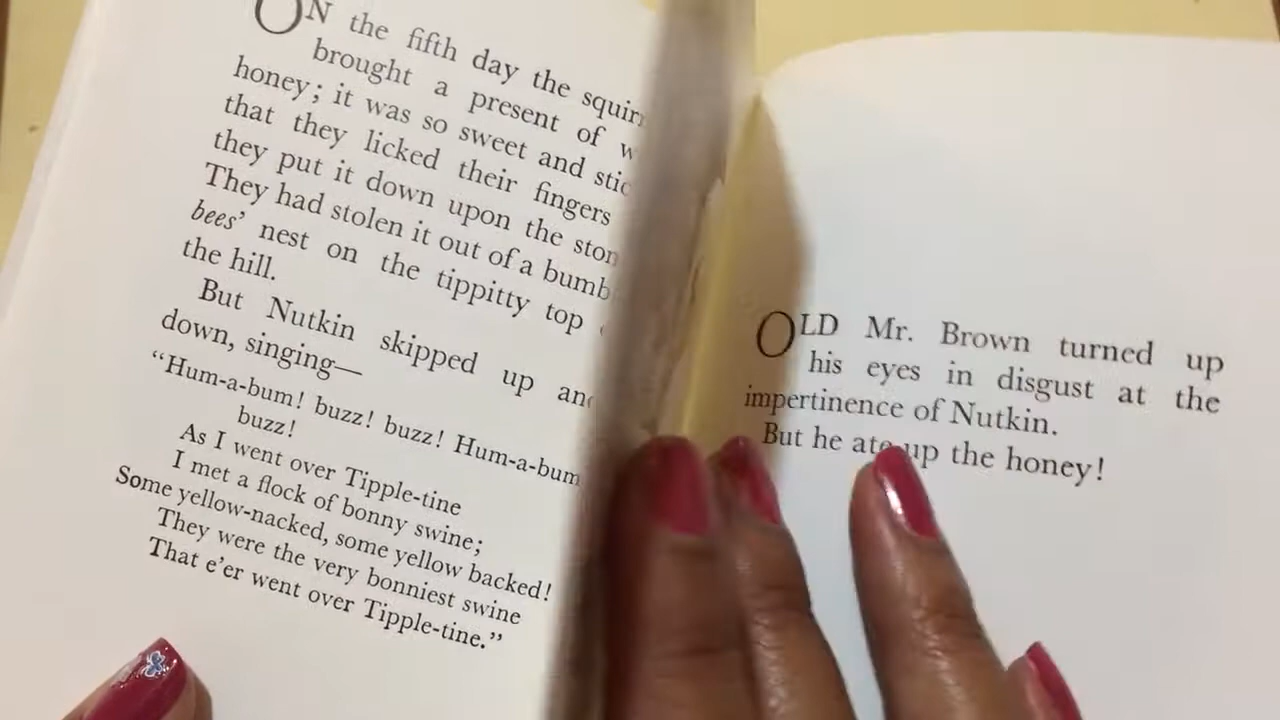 ON the fifth day the
brought a present of
honey; it was so sweet and
that they licked their fingers
they put it down upon the
They had stolen it out of a
bees' nest on the tippitty top
the hill.
But Nutkin skipped up
down, singing—
“Hum-a-bum! buzz! buzz! Hum-a-bum
buzz!
As I went over Tipple-tine
I met a flock of bonny swine;
Some yellow-nacked, some yellow backed!
They were the very bonniest swine
That e'er went over Tipple-tine.”
OLD Mr. Brown turned up
his eyes in disgust at the
impertinence of Nutkin.
But he ate up the honey!